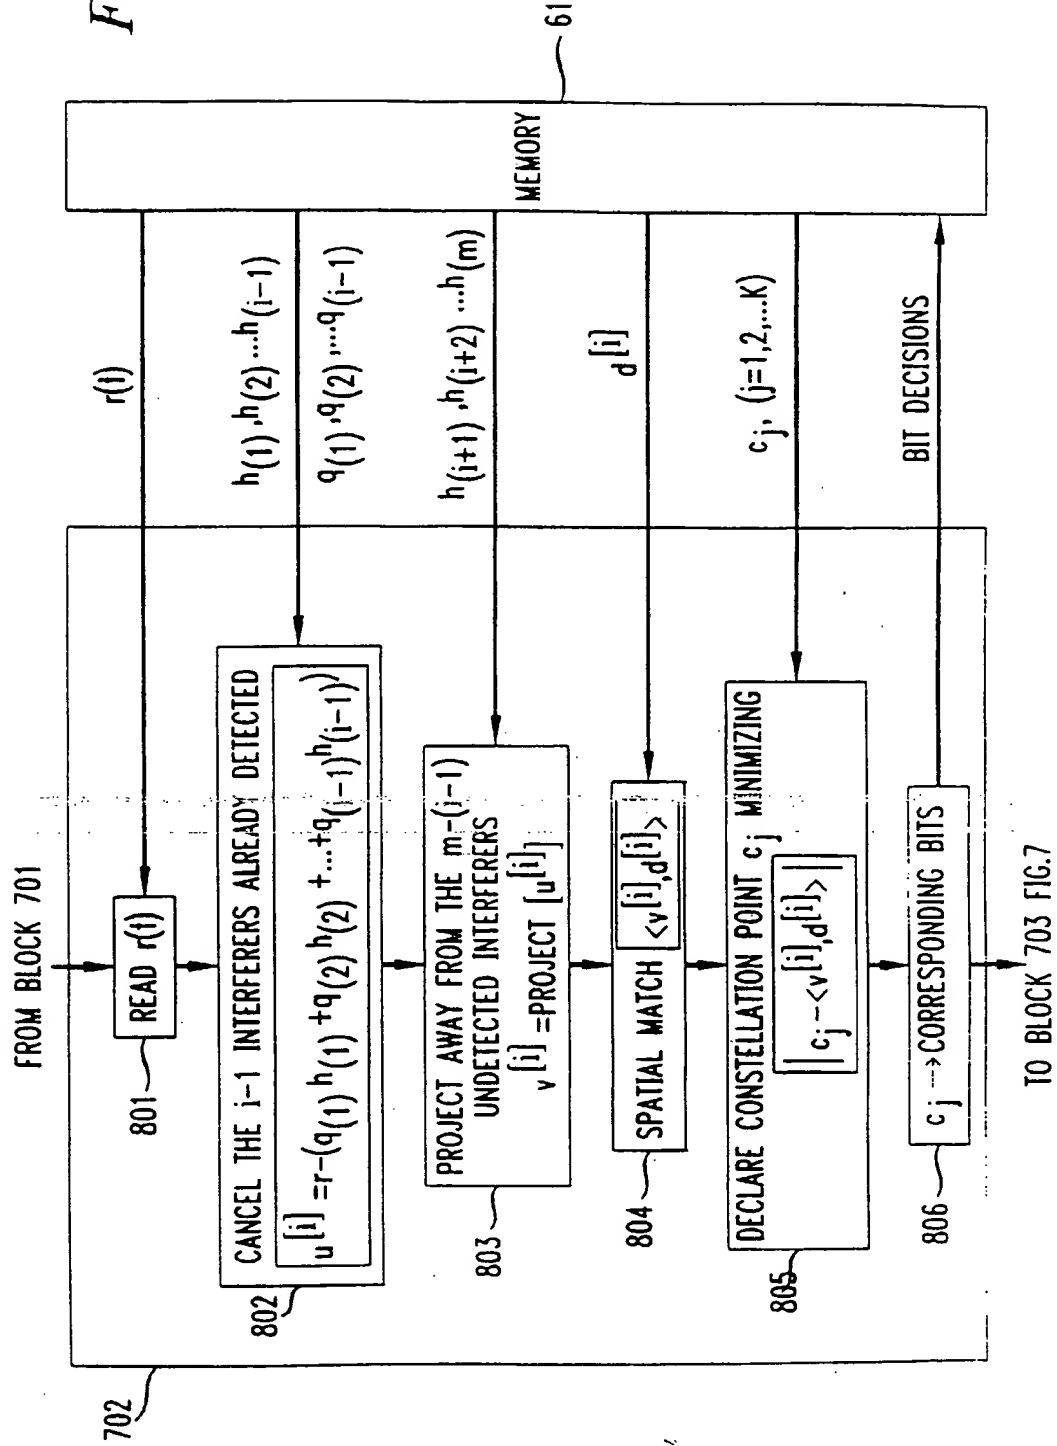 F
FROM BLOCK 701
702
801
READ r(t)
r(t)
802
CANCEL THE i-1 INTERFERERS ALREADY DETECTED
u[i] =r-(q(1)h(1)+q(2)h(2)+...+q(i-1)h(i-1))
h(1),h(2)...h(i-1)
q(1),q(2),...q(i-1)
803
PROJECT AWAY FROM THE m-(i-1)
UNDETECTED INTERFERERS
v[i] =PROJECT [u[i]]
h(i+1),h(i+2)...h(m)
804
SPATIAL MATCH <v[i],d[i]>
d[i]
805
DECLARE CONSTELLATION POINT cj MINIMIZING
|cj-<v[i],d[i]>|
cj, (j=1,2,...K)
806
cj→CORRESPONDING BITS
BIT DECISIONS
MEMORY
61
TO BLOCK 703 FIG.7